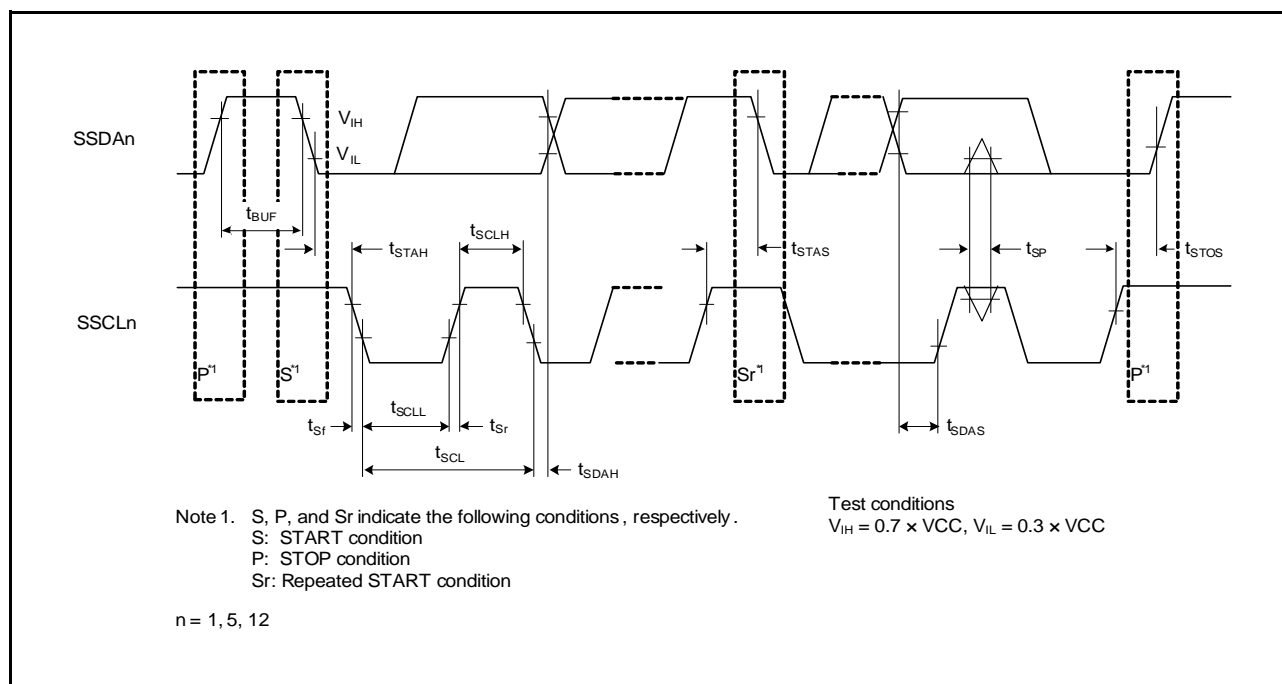 SSDAn
VIH
VIL
tBUF
tSTAH
tSCLH
tSTAS
tSP
tSTOS
SSCLn
P*1
S*1
Sr*1
P*1
tSf
tSCLL
tSr
tSCL
tSDAH
tSDAS
Note 1. S, P, and Sr indicate the following conditions, respectively.
S: START condition
P: STOP condition
Sr: Repeated START condition
n = 1, 5, 12
Test conditions
VIH = 0.7 × VCC, VIL = 0.3 × VCC